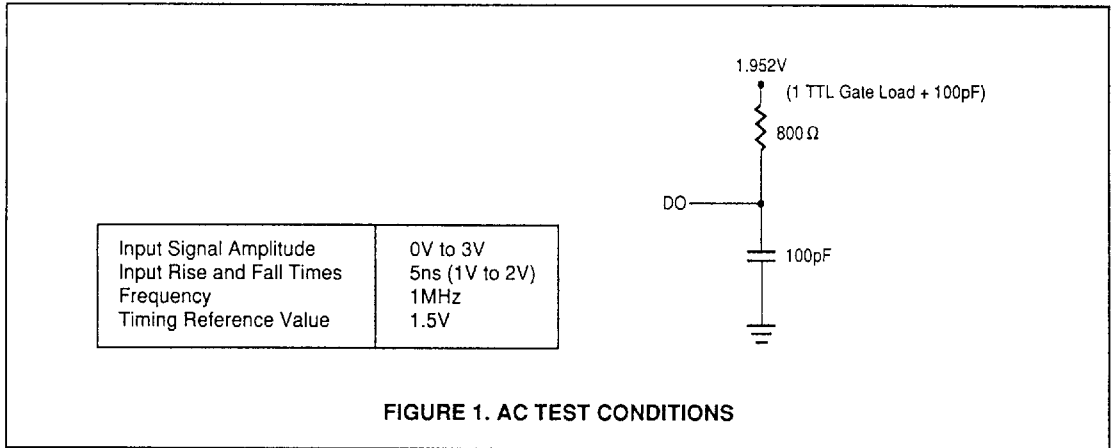 1.952V
(1 TTL Gate Load + 100pF)
800 Ω
DO
100pF
Input Signal Amplitude 0V to 3V
Input Rise and Fall Times 5ns (1V to 2V)
Frequency 1MHz
Timing Reference Value 1.5V
FIGURE 1. AC TEST CONDITIONS